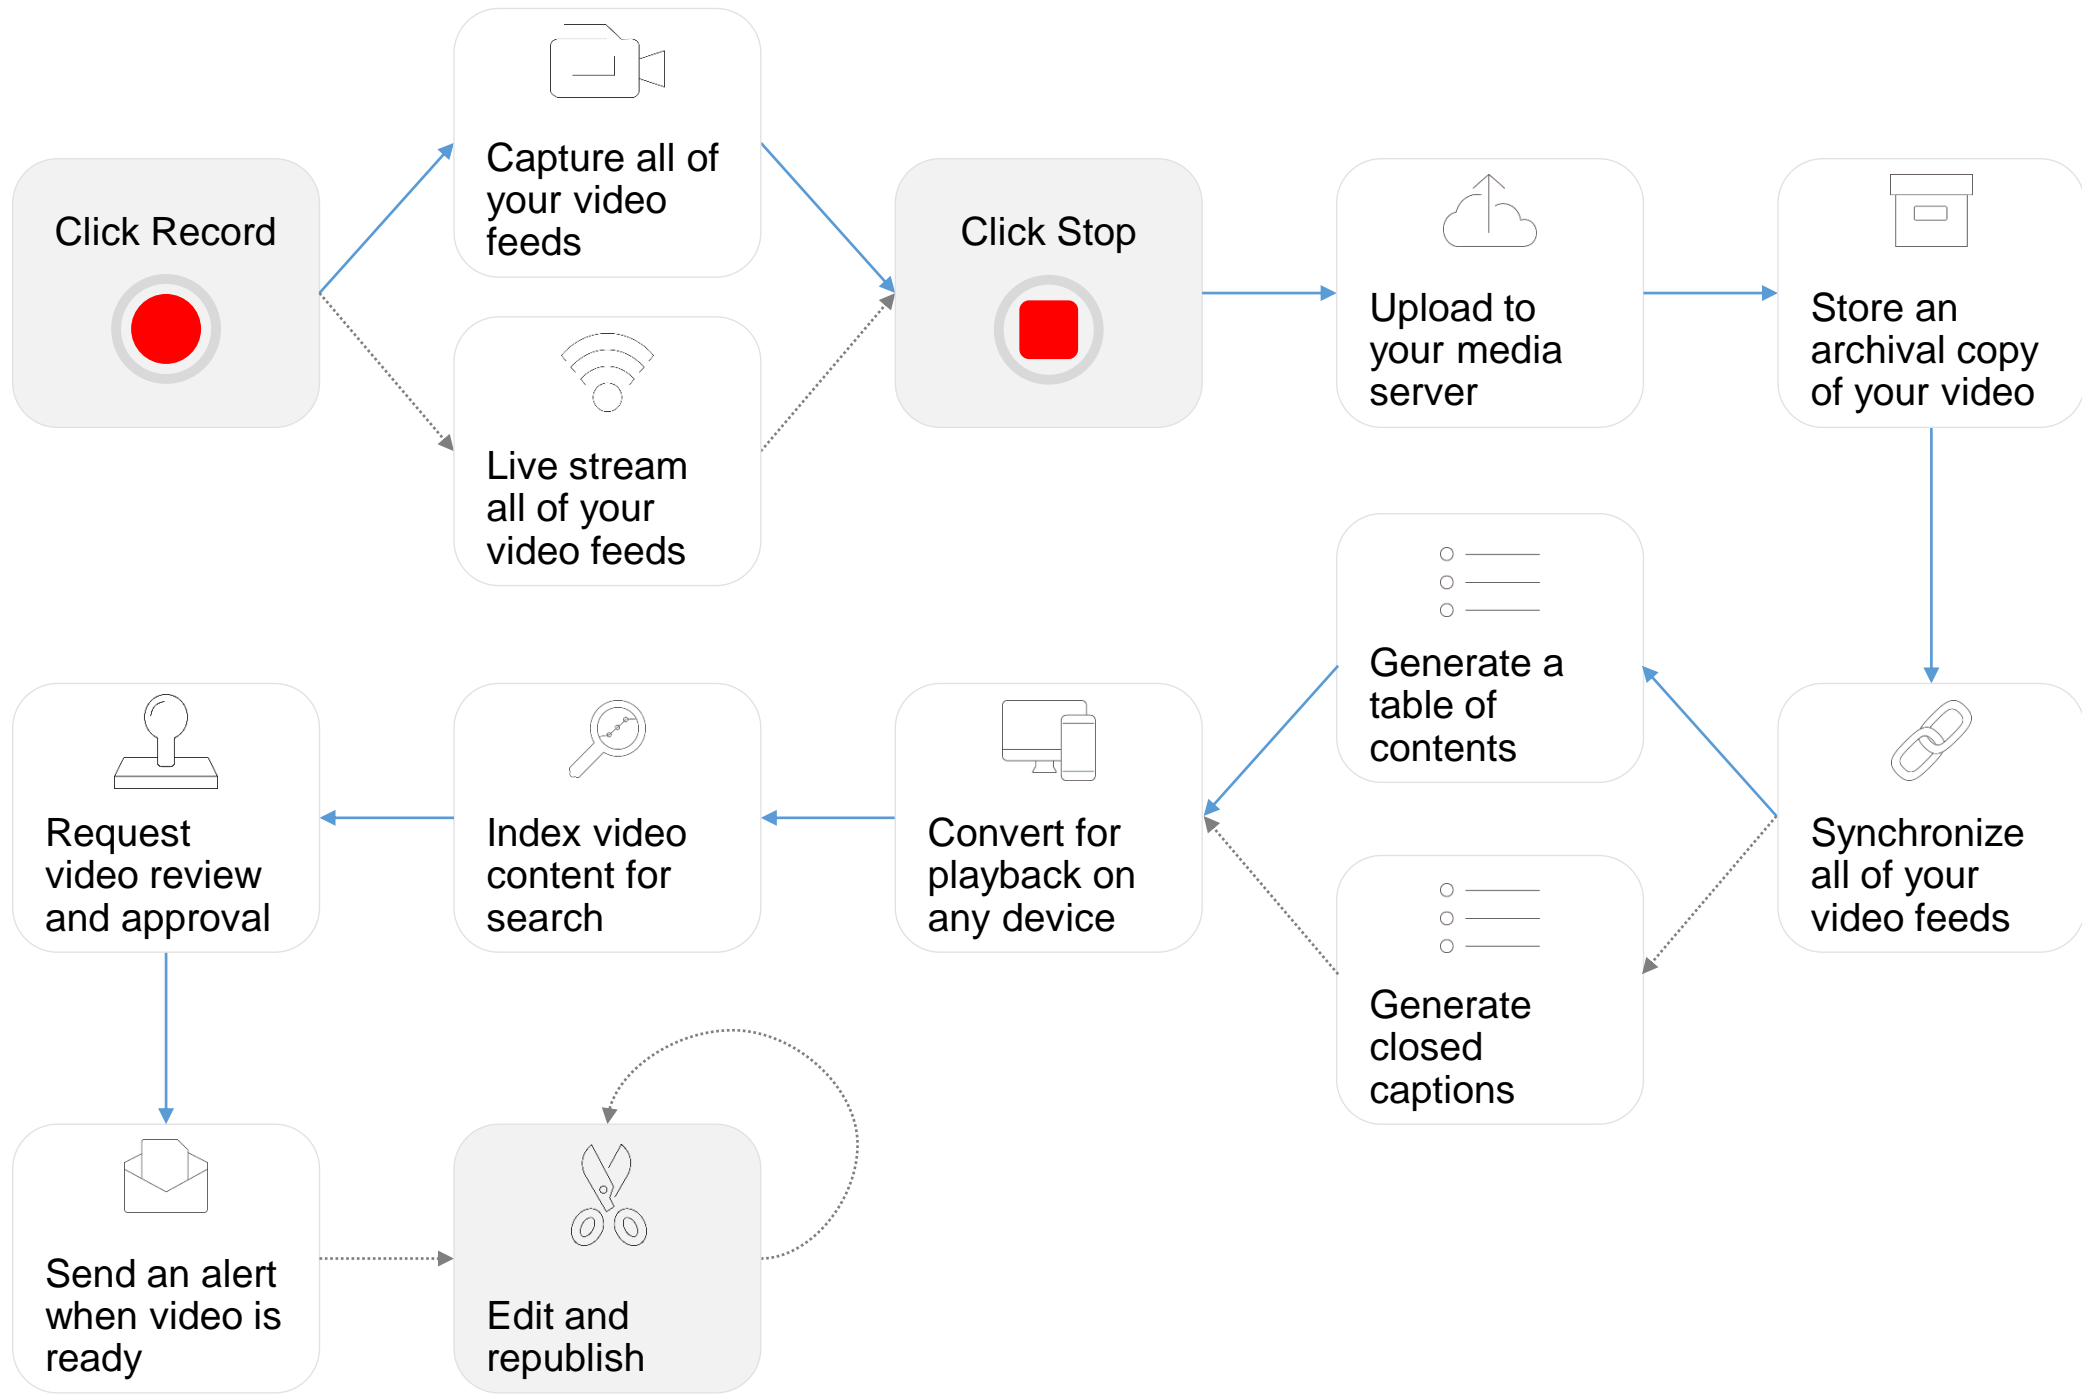 Click Record
Capture all of
your video
feeds
Live stream
all of your
video feeds
Click Stop
Upload to
your media
server
Store an
archival copy
of your video
Synchronize
all of your
video feeds
Generate a
table of
contents
Generate
closed
captions
Convert for
playback on
any device
Index video
content for
search
Request
video review
and approval
Send an alert
when video is
ready
Edit and
republish